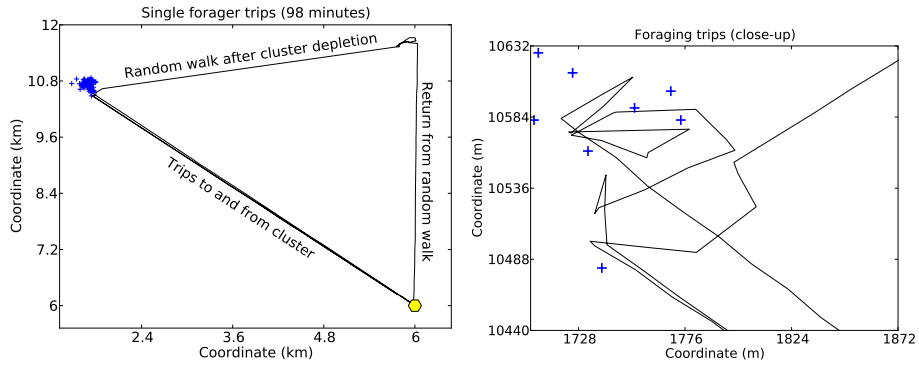 Single forager trips (98 minutes)
12
10.8
9.6
8.4
7.2
6
Coordinate (km)
Random walk after cluster depletion
Trips to and from cluster
Return from random walk
2.4
3.6
4.8
6
Coordinate (km)
Foraging trips (close-up)
10632
10584
10536
10488
10440
Coordinate (m)
1728
1776
1824
1872
Coordinate (m)